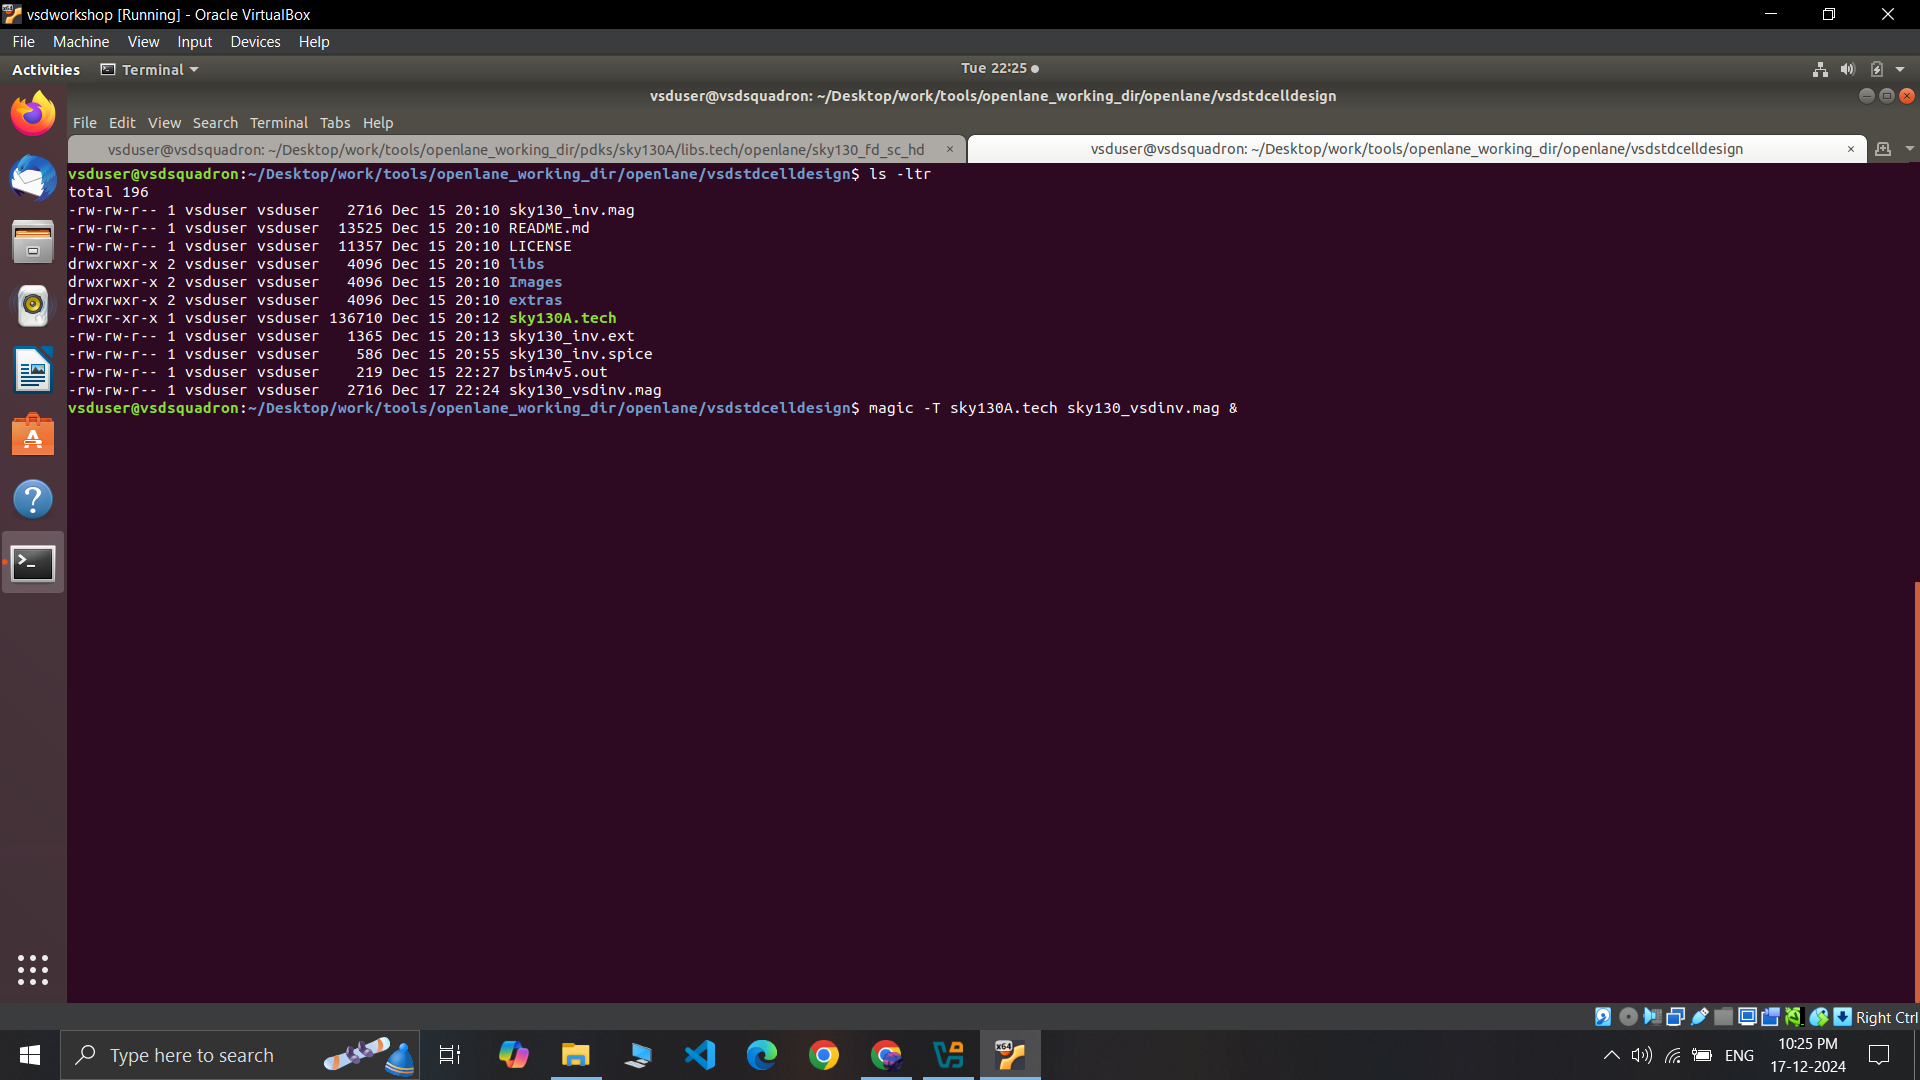 vsdworkshop [Running] - Oracle VirtualBox
File Machine View Input Devices Help
Activities Terminal Tue 22:25
vsduser@vsdsquadron: ~/Desktop/work/tools/openlane_working_dir/openlane/vsdstdcelldesign
File Edit View Search Terminal Tabs Help
vsduser@vsdsquadron: ~/Desktop/work/tools/openlane_working_dir/pdks/sky130A/libs.tech/openlane/sky130_fd_sc_hd × vsduser@vsdsquadron: ~/Desktop/work/tools/openlane_working_dir/openlane/vsdstdcelldesign ×
vsduser@vsdsquadron:~/Desktop/work/tools/openlane_working_dir/openlane/vsdstdcelldesign$ ls -ltr
total 196
-rw-rw-r-- 1 vsduser vsduser   2716 Dec 15 20:10 sky130_inv.mag
-rw-rw-r-- 1 vsduser vsduser  13525 Dec 15 20:10 README.md
-rw-rw-r-- 1 vsduser vsduser  11357 Dec 15 20:10 LICENSE
drwxrwxr-x 2 vsduser vsduser   4096 Dec 15 20:10 libs
drwxrwxr-x 2 vsduser vsduser   4096 Dec 15 20:10 Images
drwxrwxr-x 2 vsduser vsduser   4096 Dec 15 20:10 extras
-rwxr-xr-x 1 vsduser vsduser 136710 Dec 15 20:12 sky130A.tech
-rw-rw-r-- 1 vsduser vsduser   1365 Dec 15 20:13 sky130_inv.ext
-rw-rw-r-- 1 vsduser vsduser    586 Dec 15 20:55 sky130_inv.spice
-rw-rw-r-- 1 vsduser vsduser    219 Dec 15 22:27 bsim4v5.out
-rw-rw-r-- 1 vsduser vsduser   2716 Dec 17 22:24 sky130_vsdinv.mag
vsduser@vsdsquadron:~/Desktop/work/tools/openlane_working_dir/openlane/vsdstdcelldesign$ magic -T sky130A.tech sky130_vsdinv.mag &
Right Ctrl
Type here to search
ENG
10:25 PM
17-12-2024